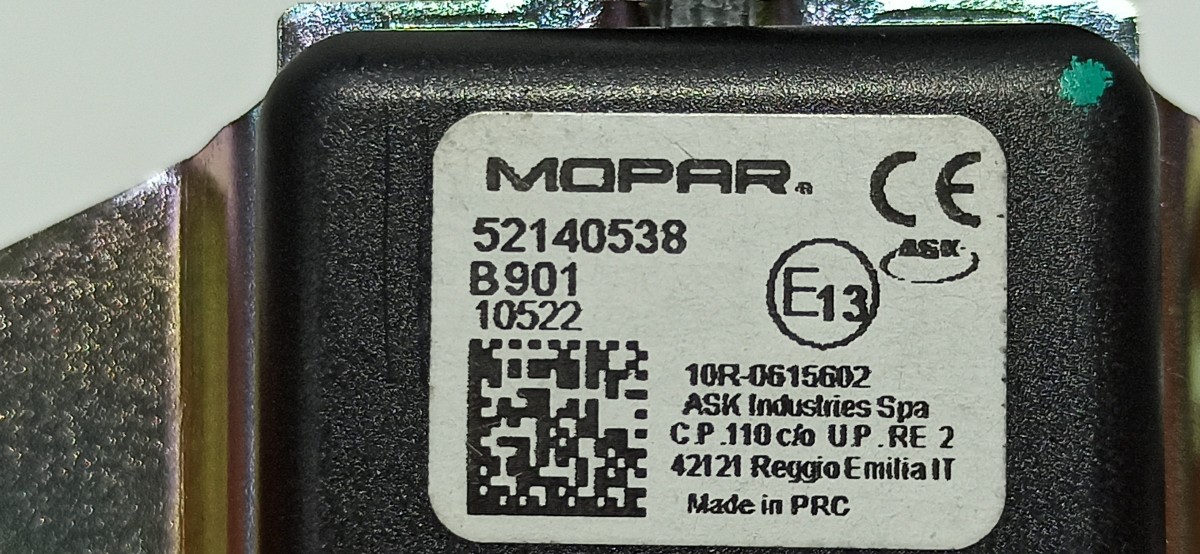 MOPAR®
CE
52140538
ASK
B901
E13
10522
10R-0615602
ASK Industries Spa
C.P.110 c/o U.P.RE 2
42121 Reggio Emilia IT
Made in PRC